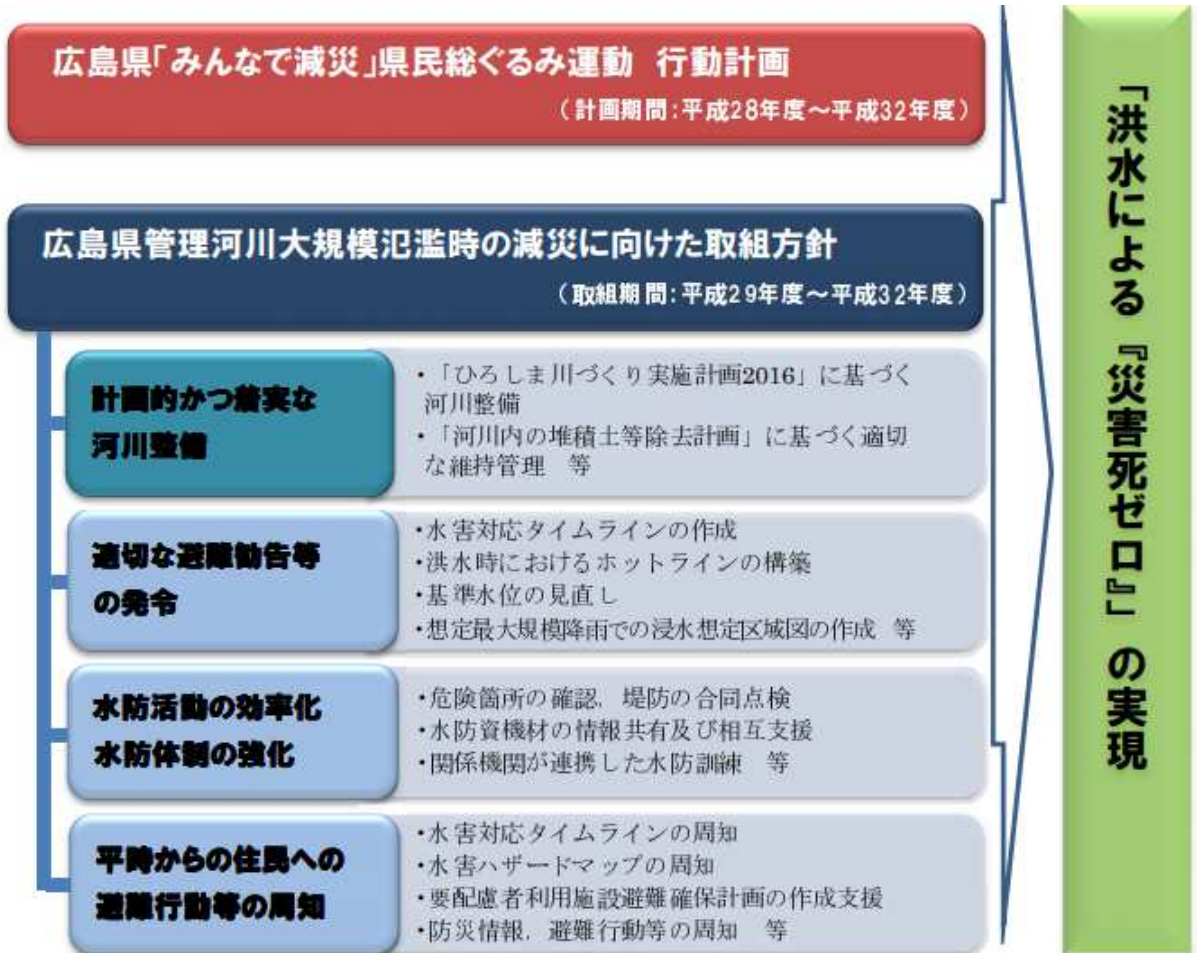 広島県「みんなで減災」県民総ぐるみ運動 行動計画
（計画期間：平成28年度～平成32年度）
広島県管理河川大規模氾濫時の減災に向けた取組方針
（取組期間：平成29年度～平成32年度）
計画的かつ着実な
河川整備
・「ひろしま川づくり実施計画2016」に基づく
河川整備
・「河川内の堆積土等除去計画」に基づく適切
な維持管理 等
適切な避難勧告等
の発令
・水害対応タイムラインの作成
・洪水時におけるホットラインの構築
・基準水位の見直し
・想定最大規模降雨での浸水想定区域図の作成 等
水防活動の効率化
水防体制の強化
・危険箇所の確認，堤防の合同点検
・水防資機材の情報共有及び相互支援
・関係機関が連携した水防訓練 等
平時からの住民への
避難行動等の周知
・水害対応タイムラインの周知
・水害ハザードマップの周知
・要配慮者利用施設避難確保計画の作成支援
・防災情報，避難行動等の周知 等
「洪水による『災害死ゼロ』」の実現